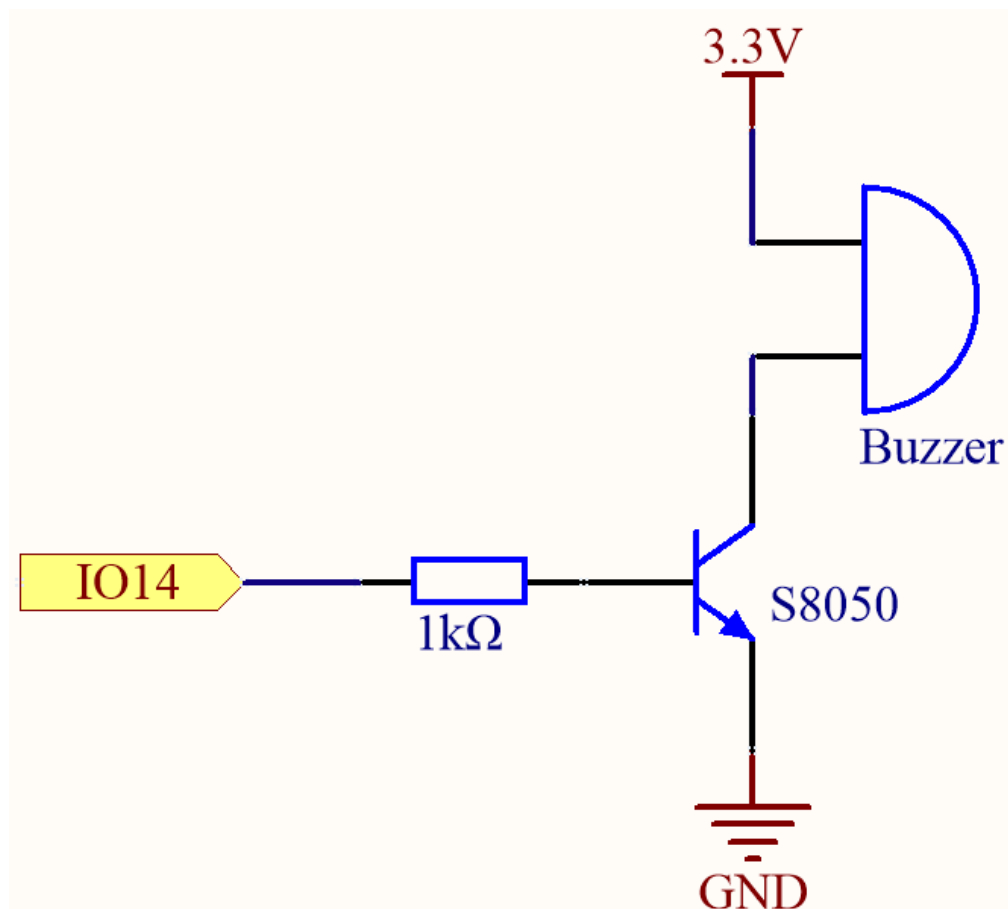 3.3V
Buzzer
IO14
1kΩ
S8050
GND